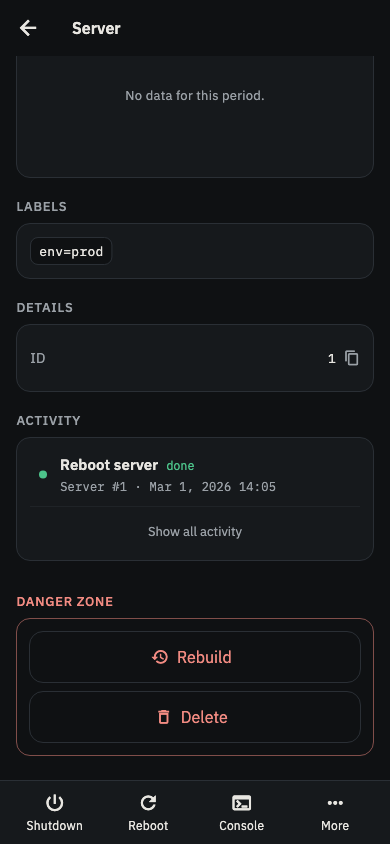 Server
No data for this period.
LABELS
env=prod
DETAILS
ID 1
ACTIVITY
Reboot server done
Server #1 · Mar 1, 2026 14:05
Show all activity
DANGER ZONE
Rebuild
Delete
Shutdown Reboot Console More